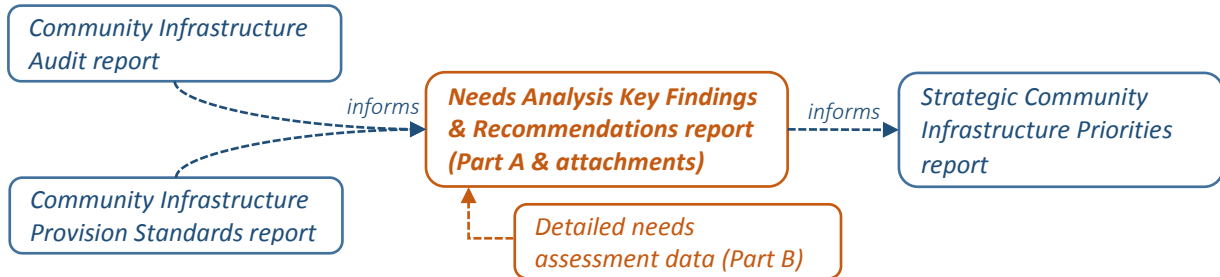 Community Infrastructure
Audit report
informs
Community Infrastructure
Provision Standards report
Needs Analysis Key Findings
& Recommendations report
(Part A & attachments)
Detailed needs
assessment data (Part B)
informs
Strategic Community
Infrastructure Priorities
report